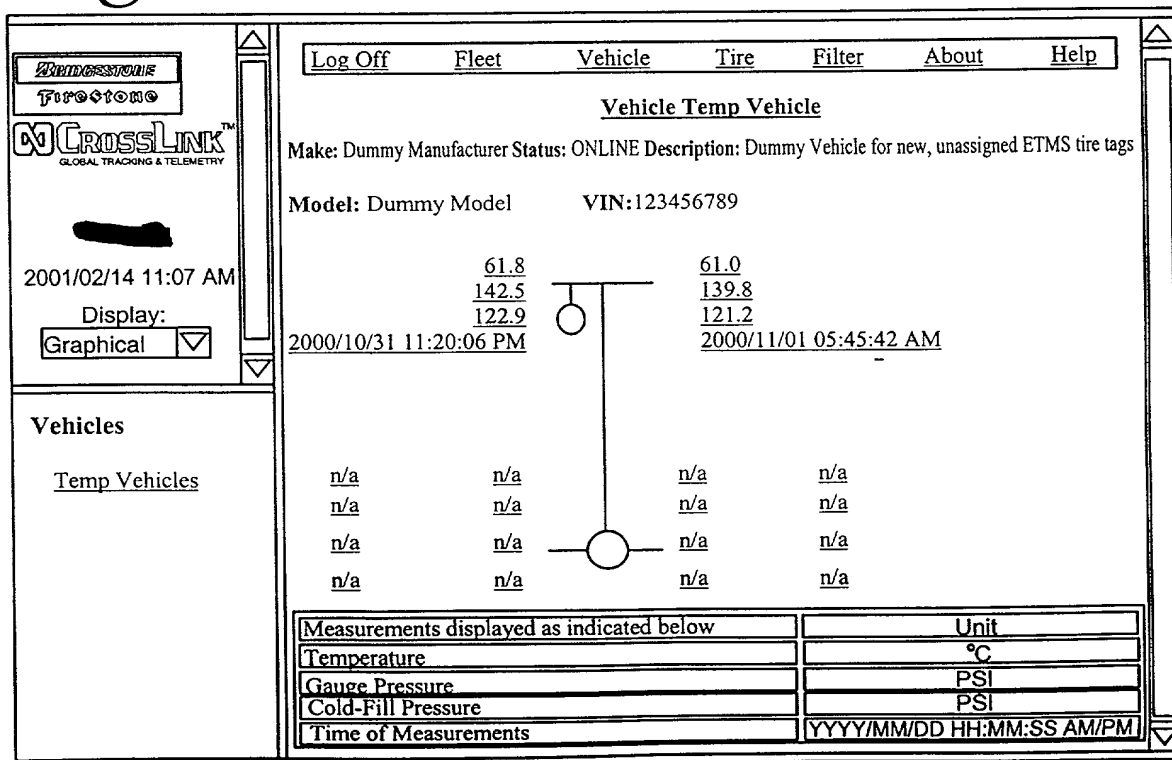 BRIDGESTONE
Firestone
CROSSLINK™
GLOBAL TRACKING & TELEMETRY
2001/02/14 11:07 AM
Display:
Graphical
Vehicles
Temp Vehicles
Log Off Fleet Vehicle Tire Filter About Help
Vehicle Temp Vehicle
Make: Dummy Manufacturer Status: ONLINE Description: Dummy Vehicle for new, unassigned ETMS tire tags
Model: Dummy Model VIN:123456789
61.8 61.0
142.5 139.8
122.9 121.2
2000/10/31 11:20:06 PM 2000/11/01 05:45:42 AM
n/a n/a n/a n/a
n/a n/a n/a n/a
n/a n/a n/a n/a
n/a n/a n/a n/a
Measurements displayed as indicated below Unit
Temperature °C
Gauge Pressure PSI
Cold-Fill Pressure PSI
Time of Measurements YYYY/MM/DD HH:MM:SS AM/PM